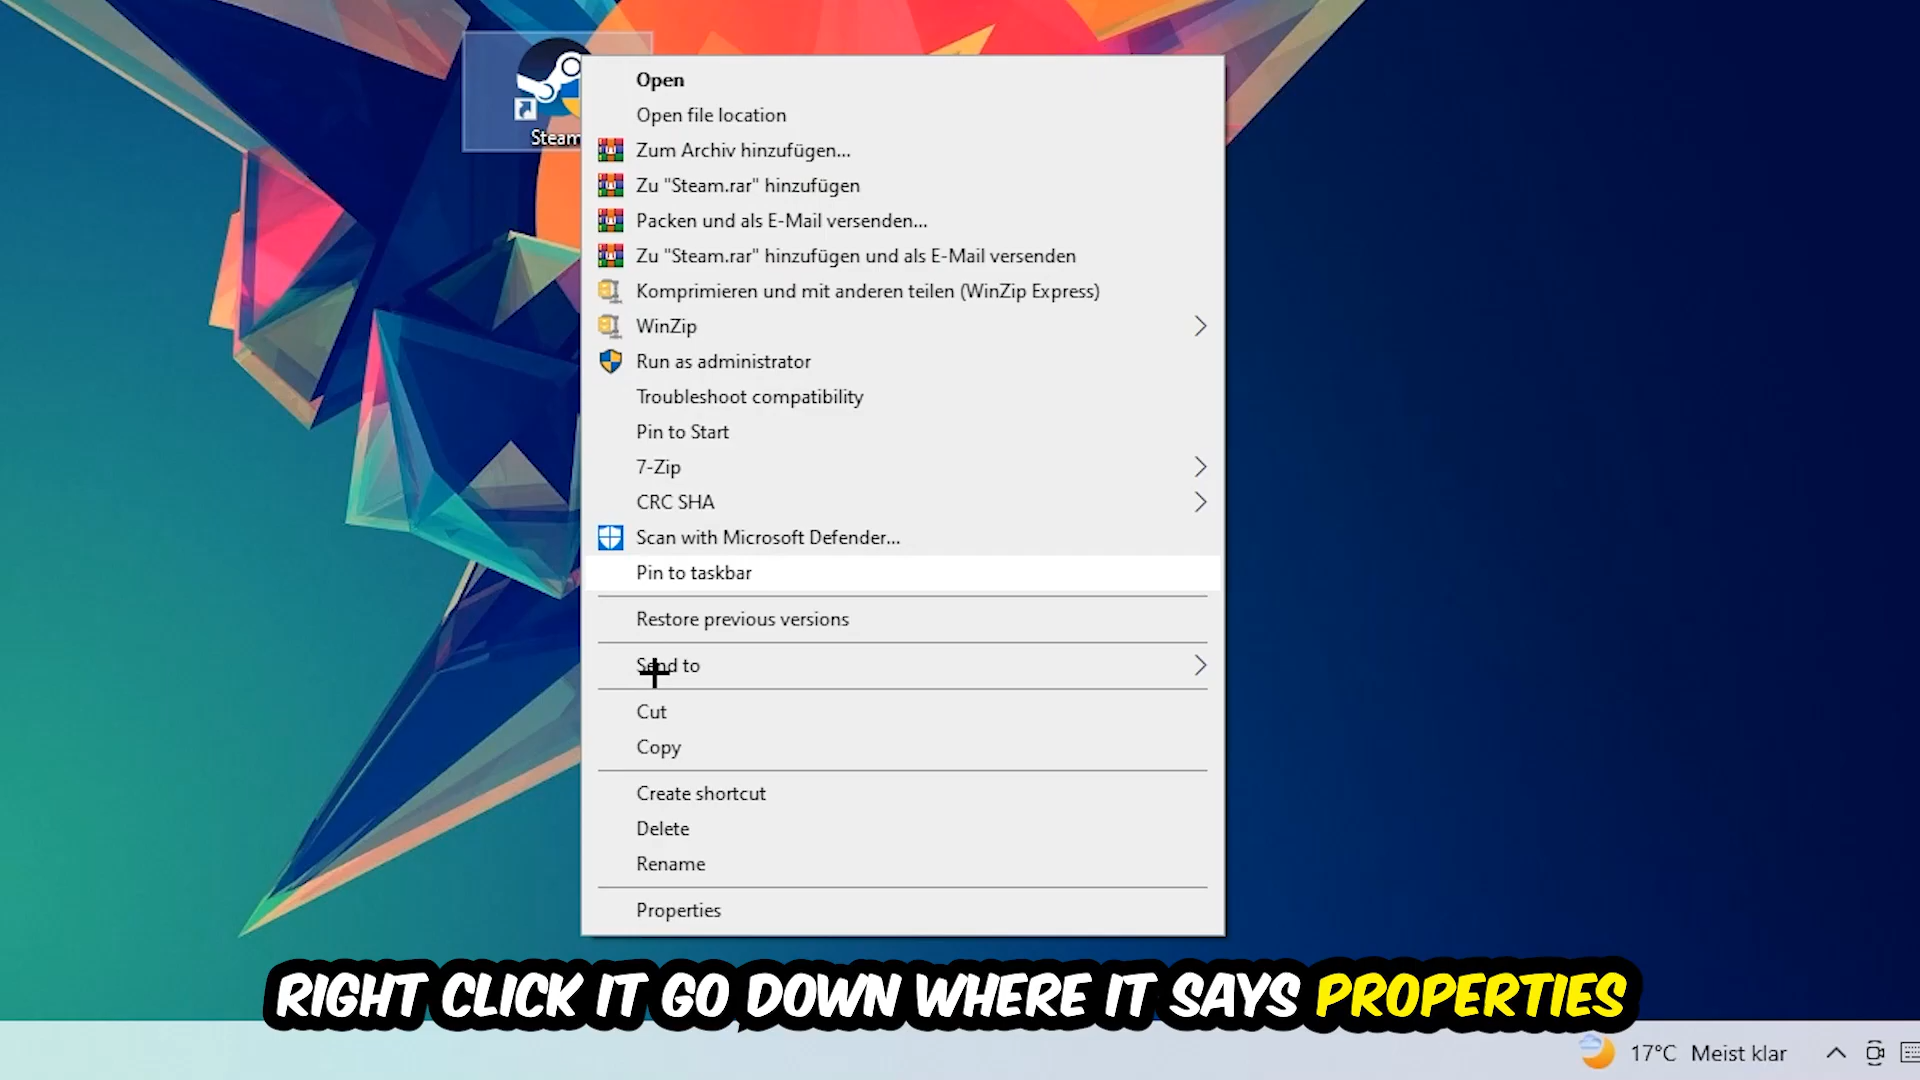 Steam
Open
Open file location
Zum Archiv hinzufügen...
Zu "Steam.rar" hinzufügen
Packen und als E-Mail versenden...
Zu "Steam.rar" hinzufügen und als E-Mail versenden
Komprimieren und mit anderen teilen (WinZip Express)
WinZip
Run as administrator
Troubleshoot compatibility
Pin to Start
7-Zip
CRC SHA
Scan with Microsoft Defender...
Pin to taskbar
Restore previous versions
Send to
Cut
Copy
Create shortcut
Delete
Rename
Properties
RIGHT CLICK IT GO DOWN WHERE IT SAYS PROPERTIES
17°C Meist klar